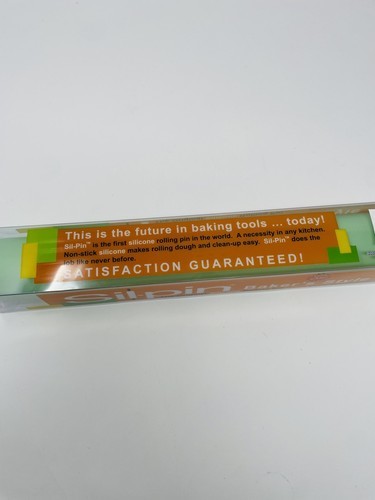 This is the future in baking tools ... today!
Sil-Pin™ is the first silicone rolling pin in the world. A necessity in any kitchen.
Non-stick silicone makes rolling dough and clean-up easy. Sil-Pin™ does the
job like never before.
SATISFACTION GUARANTEED!
Sil-pin Baker's